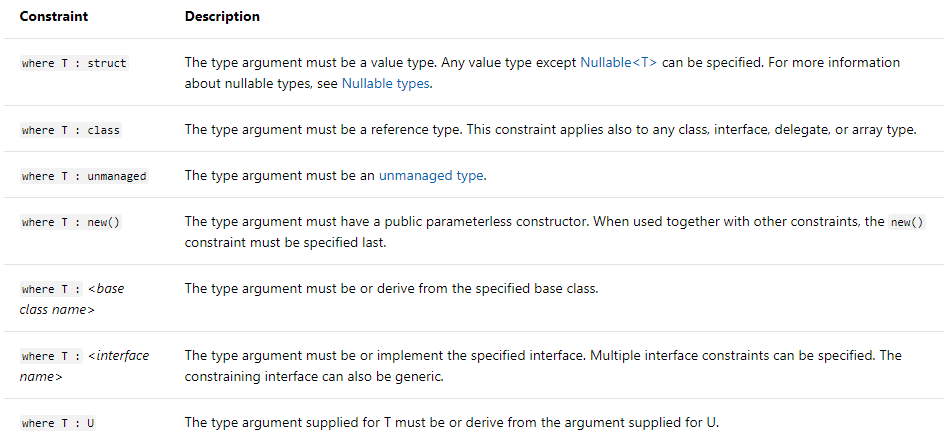 Constraint Description
where T : struct The type argument must be a value type. Any value type except Nullable<T> can be specified. For more information
about nullable types, see Nullable types.
where T : class The type argument must be a reference type. This constraint applies also to any class, interface, delegate, or array type.
where T : unmanaged The type argument must be an unmanaged type.
where T : new() The type argument must have a public parameterless constructor. When used together with other constraints, the new()
constraint must be specified last.
where T : <base The type argument must be or derive from the specified base class.
class name>
where T : <interface The type argument must be or implement the specified interface. Multiple interface constraints can be specified. The
name> constraining interface can also be generic.
where T : U The type argument supplied for T must be or derive from the argument supplied for U.